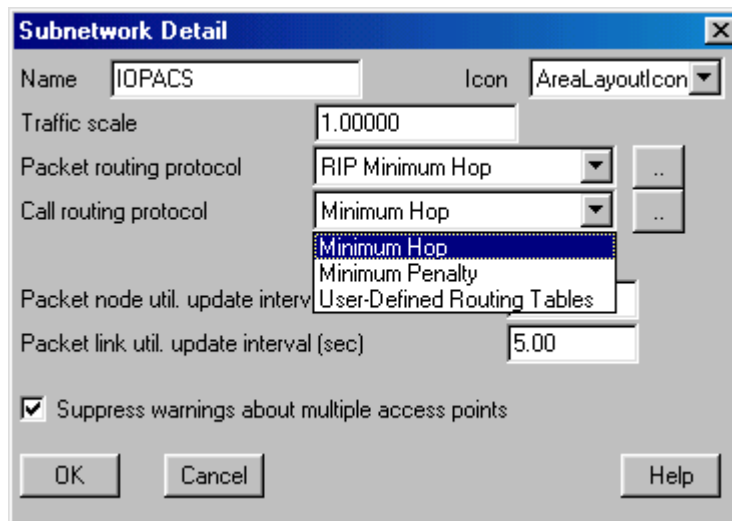 Subnetwork Detail
Name IOPACS Icon AreaLayoutIcon
Traffic scale 1.00000
Packet routing protocol RIP Minimum Hop ..
Call routing protocol Minimum Hop ..
Minimum Hop
Minimum Penalty
Packet node util. update interv User-Defined Routing Tables
Packet link util. update interval (sec) 5.00
Suppress warnings about multiple access points
OK Cancel Help